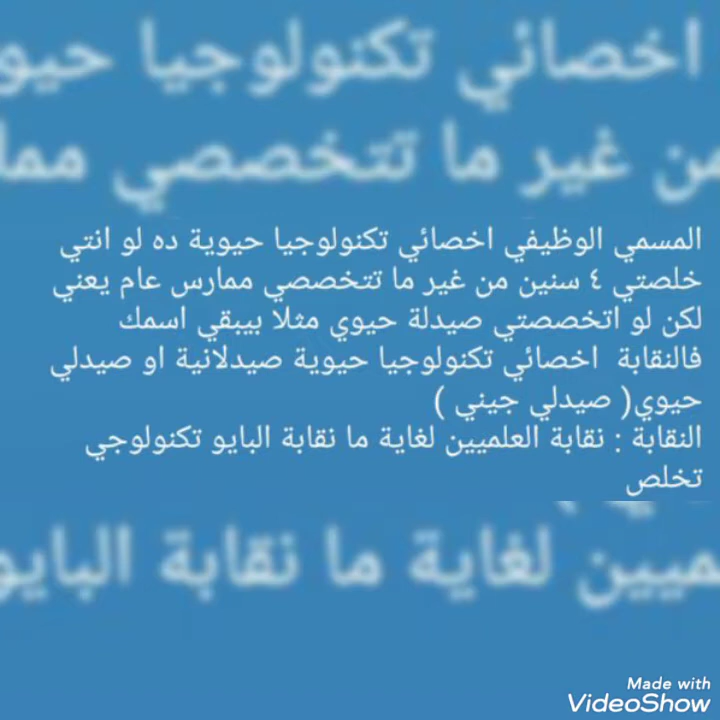 اخصائي تكنولوجيا حيو
من غير ما تتخصصي مما
المسمي الوظيفي اخصائي تكنولوجيا حيوية ده لو انتي
خلصتي ٤ سنين من غير ما تتخصصي ممارس عام يعني
لكن لو اتخصصتي صيدلة حيوي مثلا بيبقي اسمك
فالنقابة اخصائي تكنولوجيا حيوية صيدلانية او صيدلي
حيوي( صيدلي جيني )
النقابة : نقابة العلميين لغاية ما نقابة البايو تكنولوجي
تخلص
لميين لغاية ما نقابة البايو
Made with
VideoShow